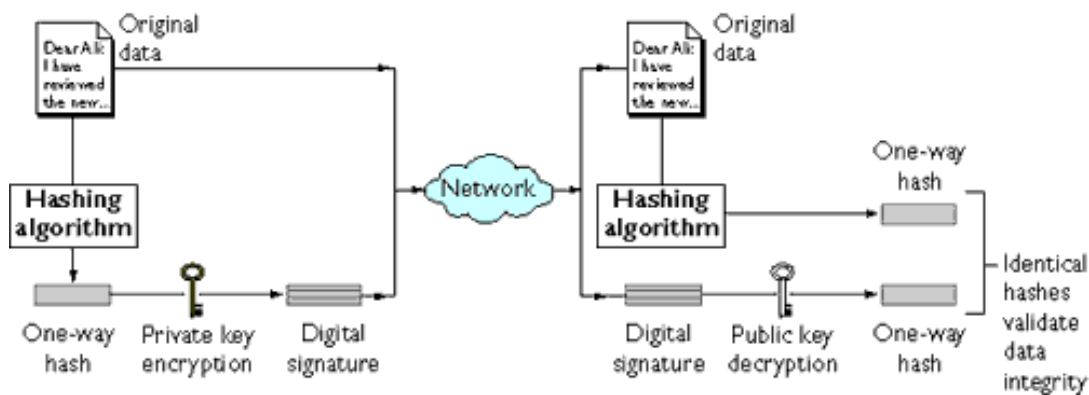 Original
data
Dear Ali:
I have
reviewed
the new...
Hashing
algorithm
One-way
hash
Private key
encryption
Digital
signature
Network
Original
data
Dear Ali:
I have
reviewed
the new...
Hashing
algorithm
One-way
hash
Digital
signature
Public key
decryption
One-way
hash
Identical
hashes
validate
data
integrity